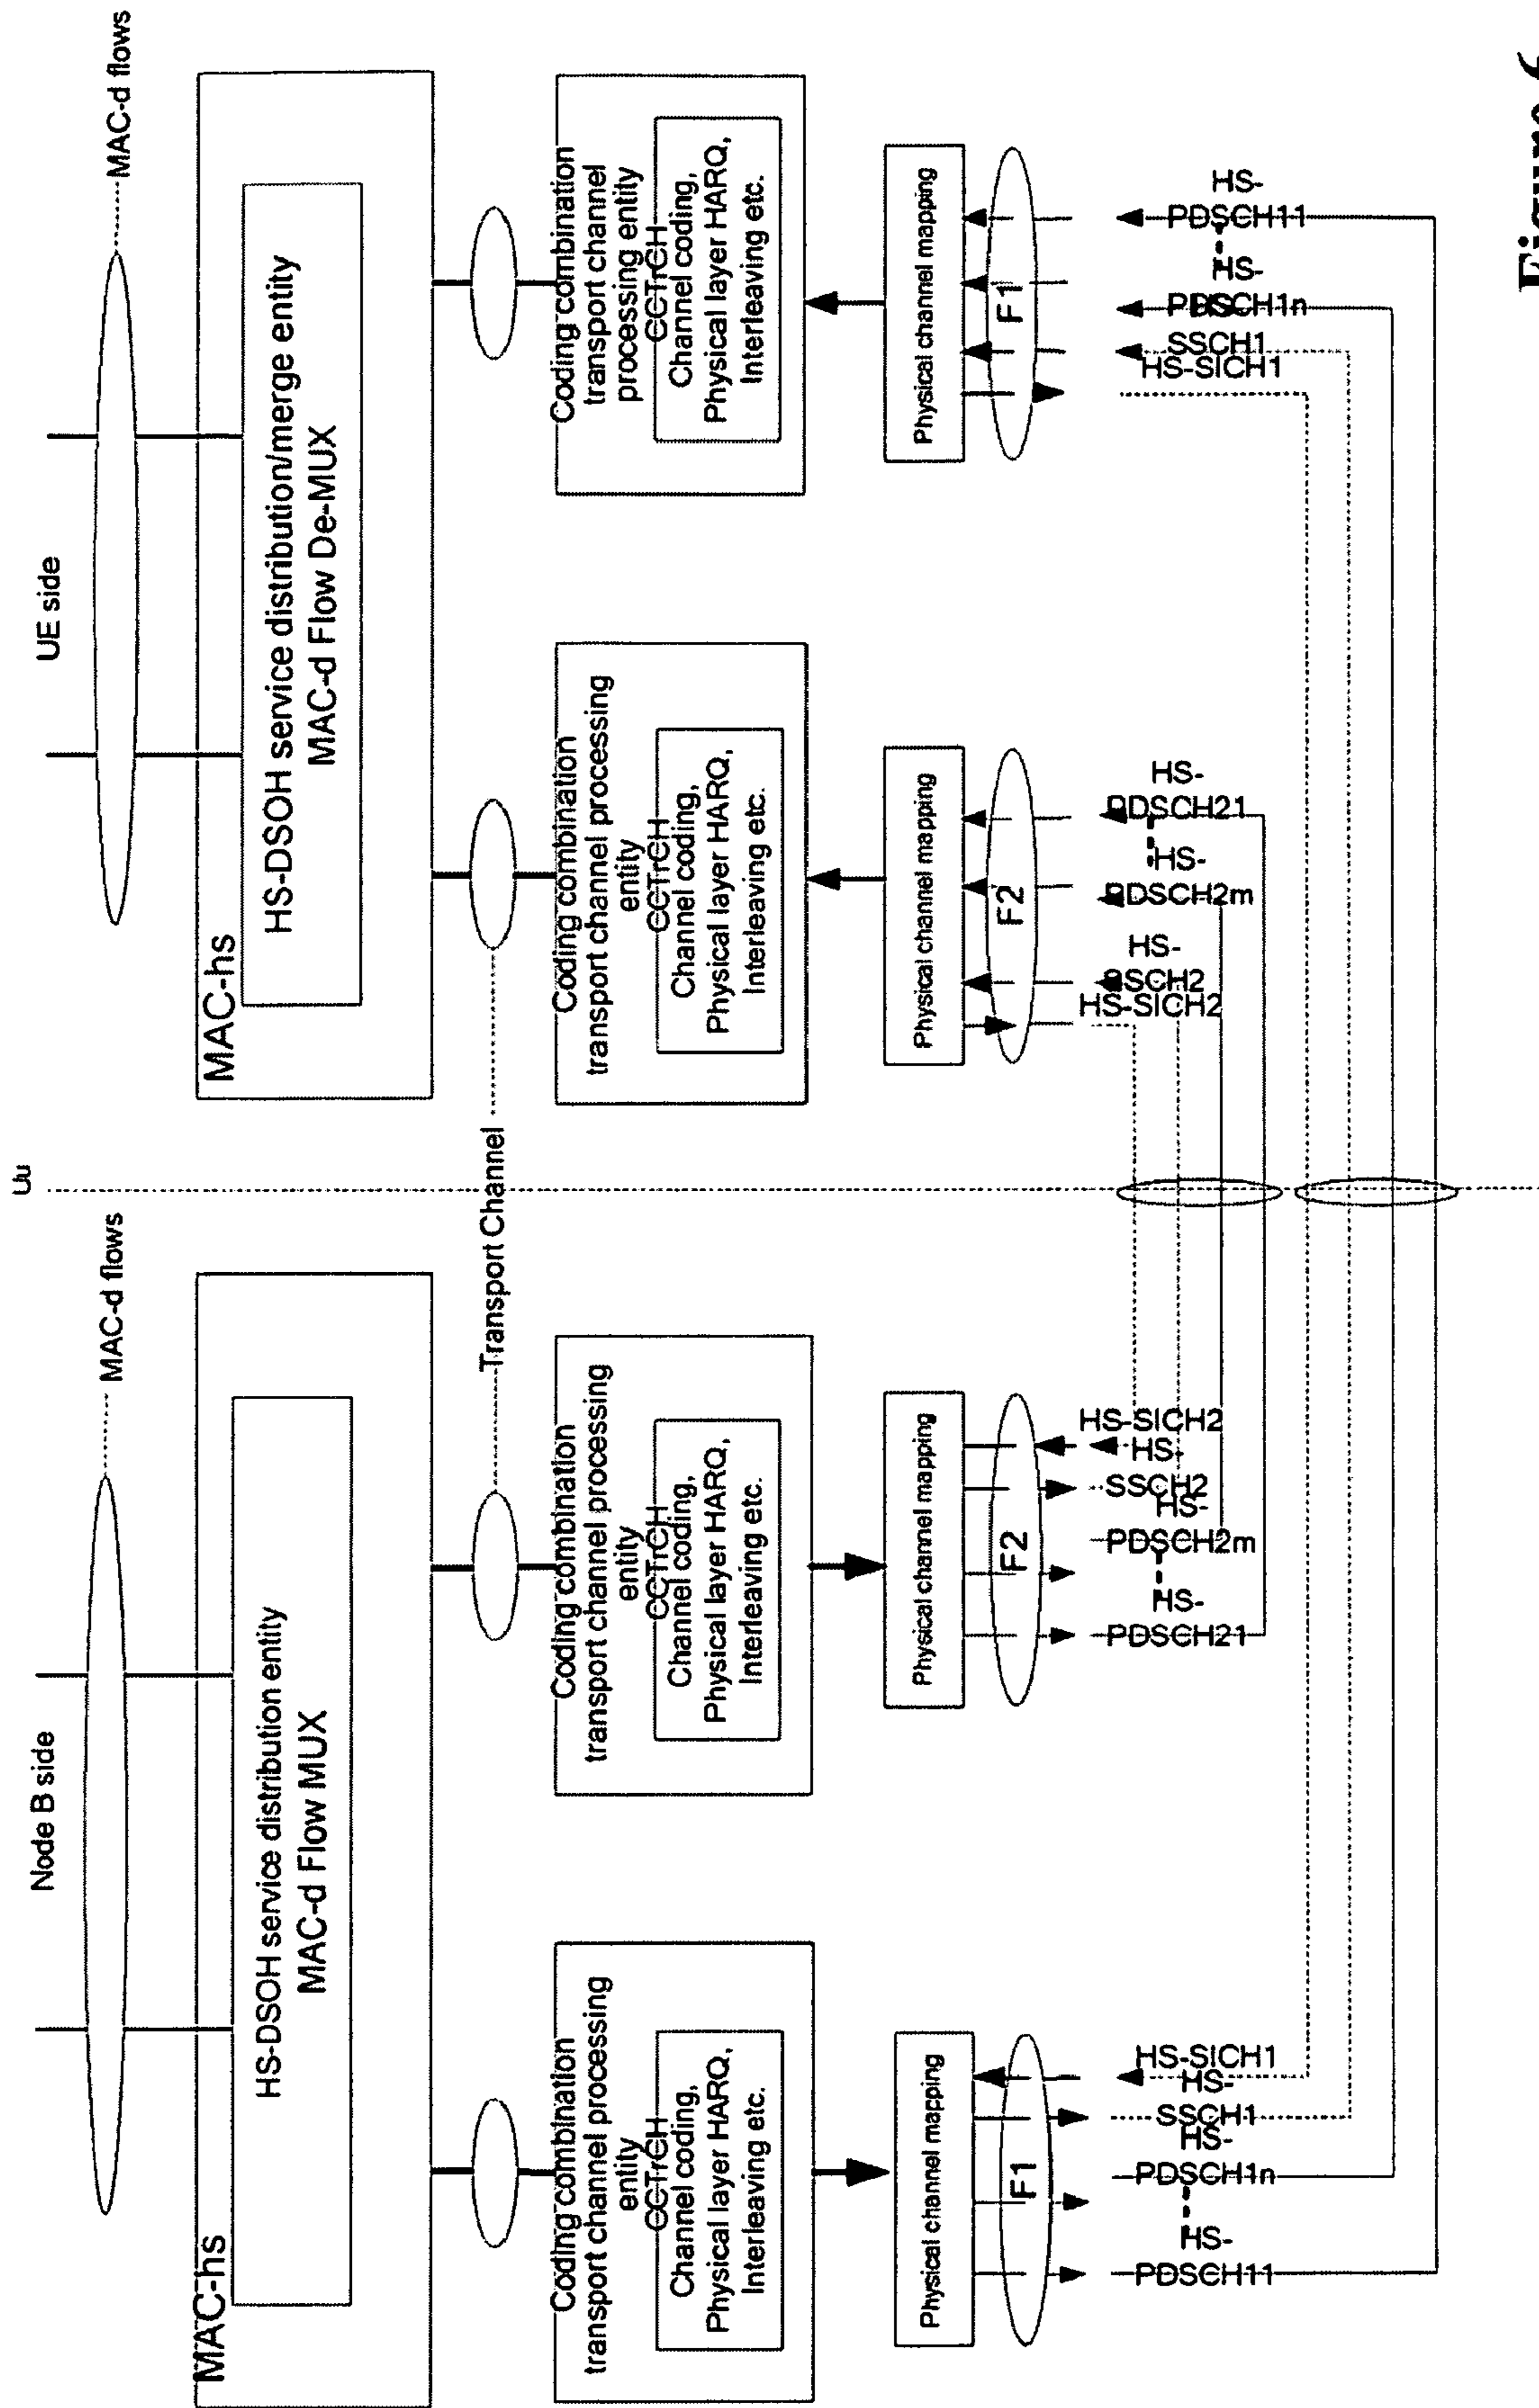 Uu
Node B side
UE side
MAC-d flows
MAC-d flows
MAC-hs
HS-DSOH service distribution entity
MAC-d Flow MUX
MAC-hs
HS-DSOH service distribution/merge entity
MAC-d Flow De-MUX
Transport Channel
Coding combination
transport channel processing
entity
CCTrCH
Channel coding,
Physical layer HARQ,
Interleaving etc.
Coding combination
transport channel processing
entity
CCTrCH
Channel coding,
Physical layer HARQ,
Interleaving etc.
Coding combination
transport channel processing
entity
CCTrCH
Channel coding,
Physical layer HARQ,
Interleaving etc.
Coding combination
transport channel
processing entity
CCTrCH
Channel coding,
Physical layer HARQ,
Interleaving etc.
Physical channel mapping
Physical channel mapping
Physical channel mapping
Physical channel mapping
F1
F2
F2
F1
HS-SICH1
HS-
SSCH1
HS-
PDSCH1n
HS-
PDSCH11
HS-SICH2
HS-
SSCH2
HS-
PDSCH2m
HS-
PDSCH21
HS-
PDSCH21
HS-
PDSCH2m
HS-
SSCH2
HS-SICH2
HS-
PDSCH11
HS-
PDSCH1n
HS-
SSCH1
HS-SICH1
Figure 6